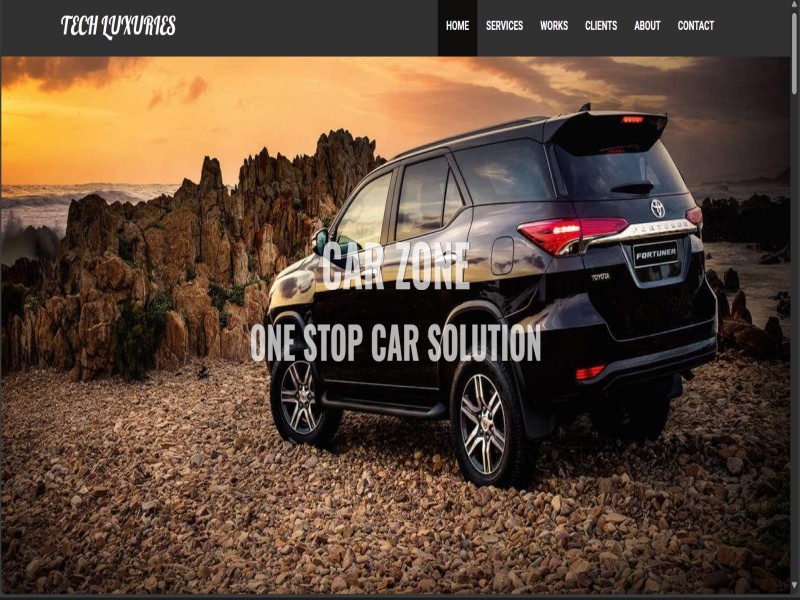 TECH LUXURIES
HOME SERVICES WORKS CLIENTS ABOUT CONTACT
CAR ZONE
ONE STOP CAR SOLUTION
FORTUNER
FORTUNER
TOYOTA